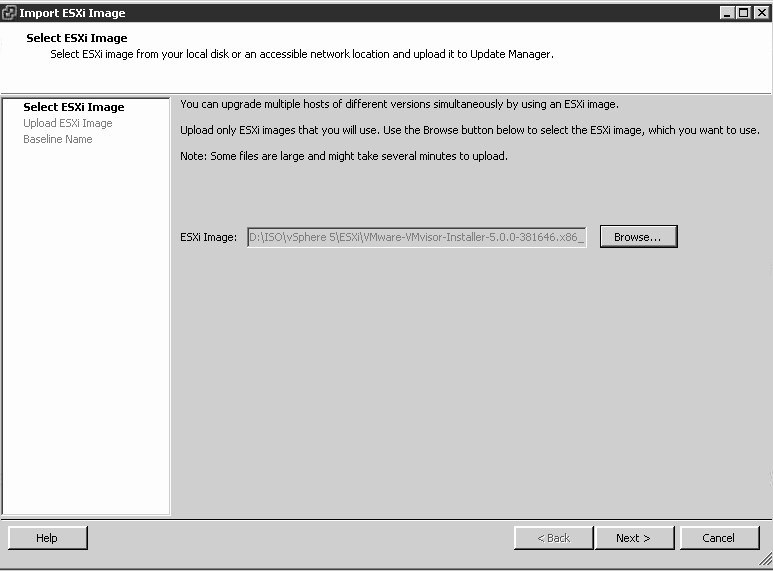 Import ESXi Image
Select ESXi Image
Select ESXi image from your local disk or an accessible network location and upload it to Update Manager.
Select ESXi Image
Upload ESXi Image
Baseline Name
You can upgrade multiple hosts of different versions simultaneously by using an ESXi image.
Upload only ESXi images that you will use. Use the Browse button below to select the ESXi image, which you want to use.
Note: Some files are large and might take several minutes to upload.
ESXi Image: D:\ISO\vSphere 5\ESXi\VMware-VMvisor-Installer-5.0.0-381646.x86_ Browse...
Help < Back Next > Cancel